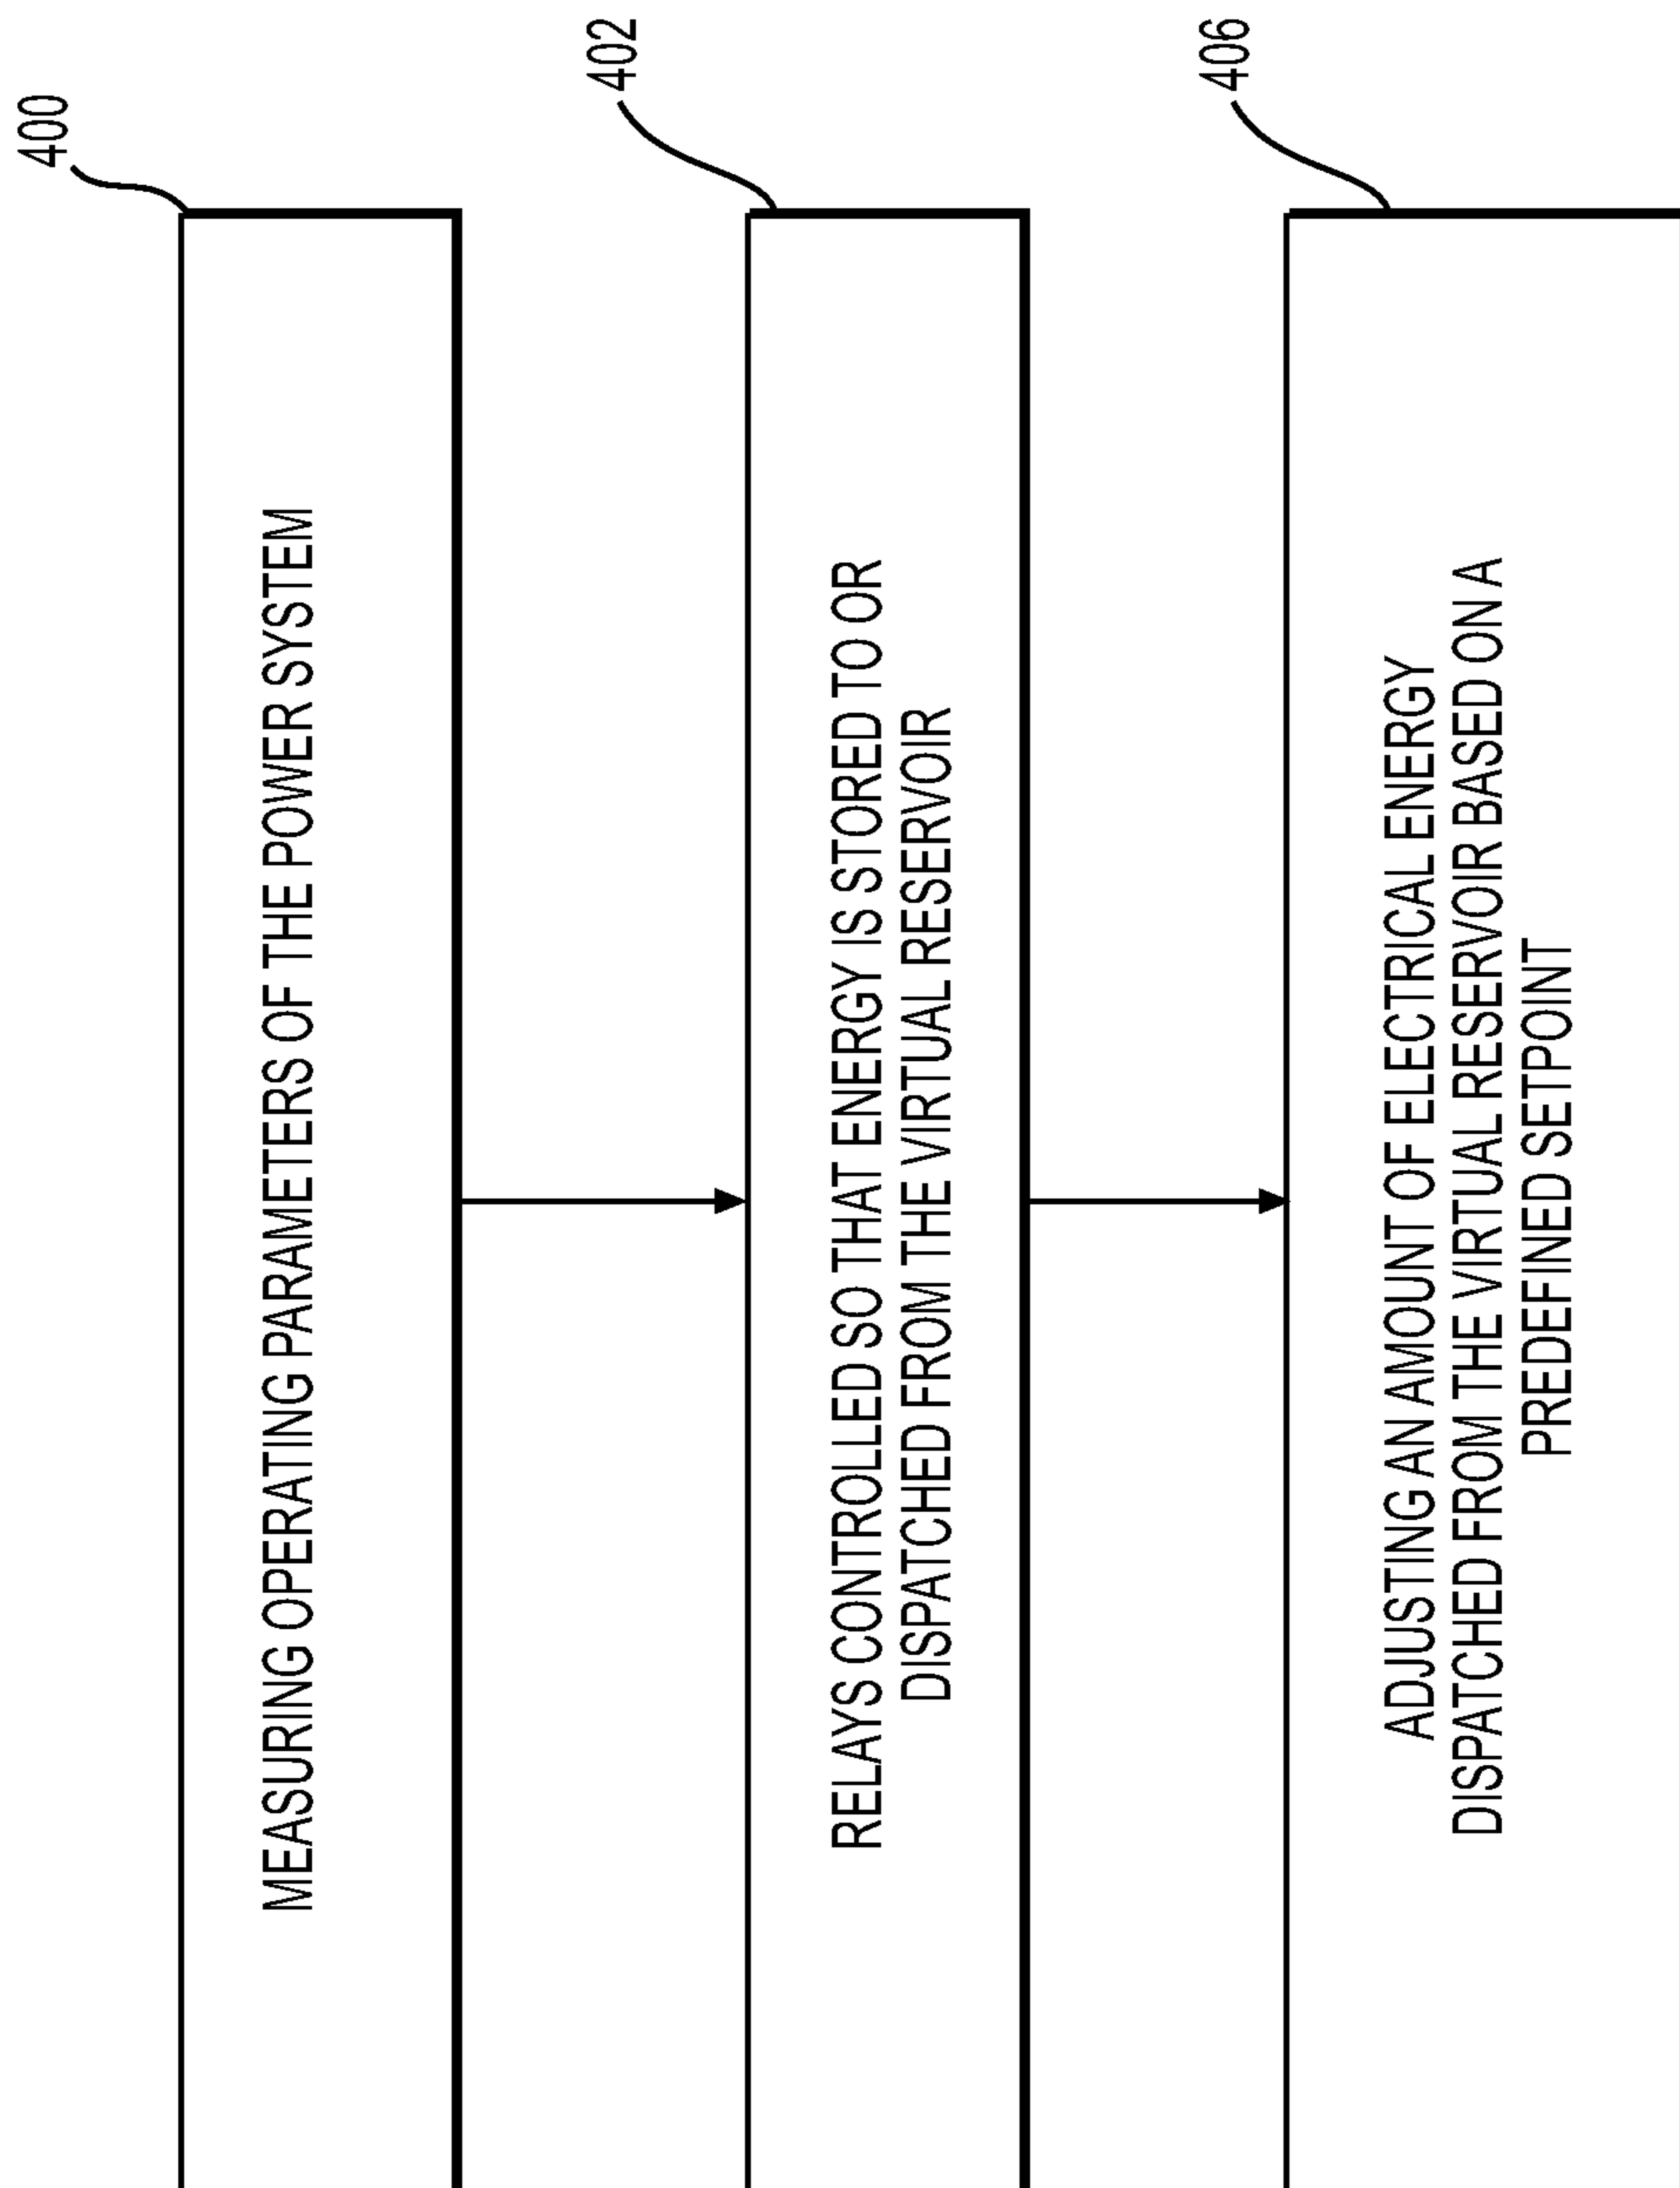 400
MEASURING OPERATING PARAMETERS OF THE POWER SYSTEM
402
RELAYS CONTROLLED SO THAT ENERGY IS STORED TO OR
DISPATCHED FROM THE VIRTUAL RESERVOIR
406
ADJUSTING AN AMOUNT OF ELECTRICAL ENERGY
DISPATCHED FROM THE VIRTUAL RESERVOIR BASED ON A
PREDEFINED SETPOINT